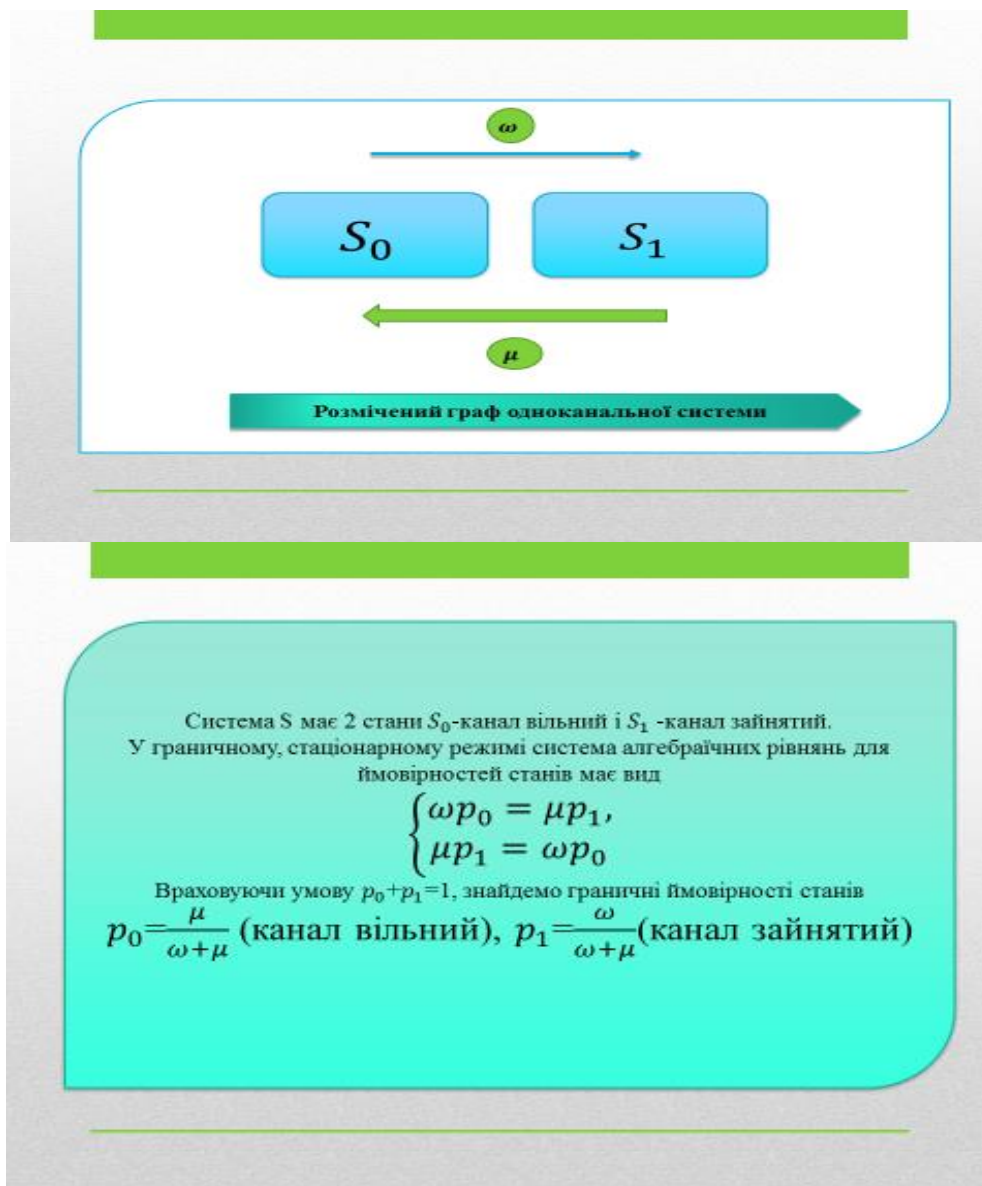 ω
S₀ S₁
μ
Розмічений граф одноканальної системи
Система S має 2 стани S₀-канал вільний і S₁ -канал зайнятий.
У граничному, стаціонарному режимі система алгебраїчних рівнянь для
ймовірностей станів має вид
{ωp₀ = μp₁,
μp₁ = ωp₀
Враховуючи умову p₀+p₁=1, знайдемо граничні ймовірності станів
p₀=μ/(ω+μ) (канал вільний), p₁=ω/(ω+μ)(канал зайнятий)